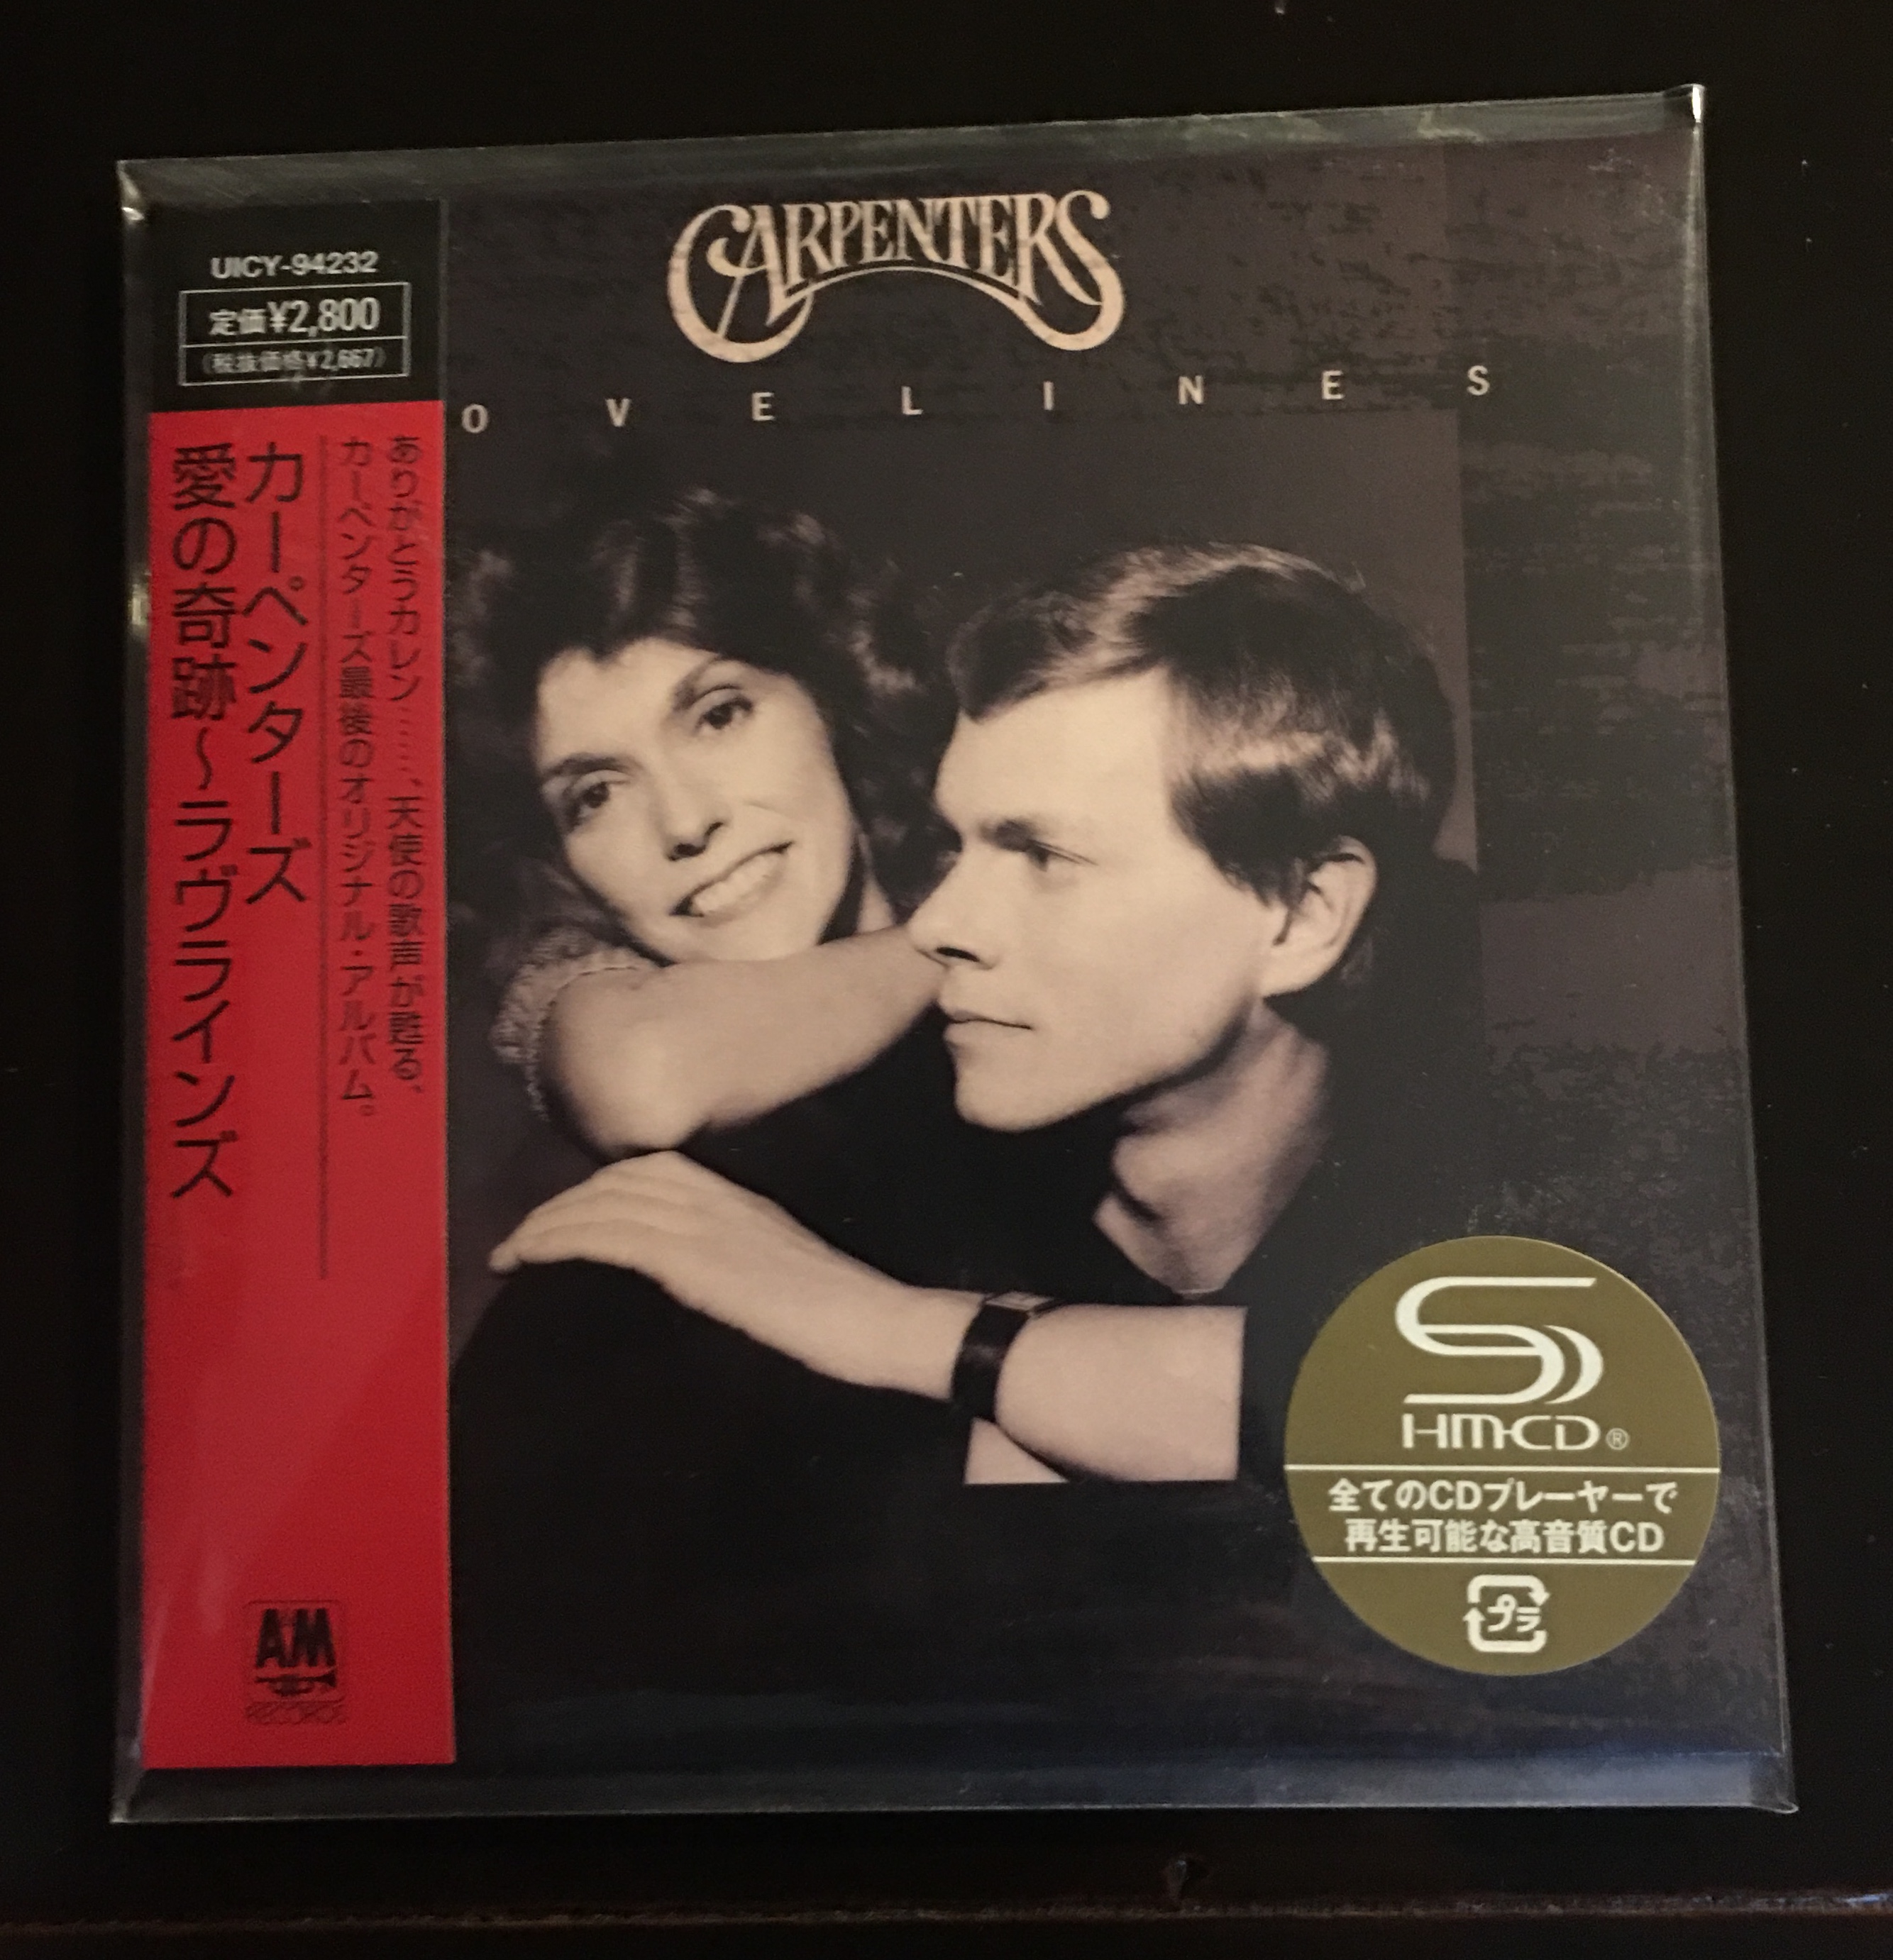 CARPENTERS
OVELINES
UICY-94232
定価¥2,800
(税抜価格¥2,667)
ありがとうカレン……、天使の歌声が甦る、
カーペンターズ最後のオリジナル・アルバム。
カーペンターズ
愛の奇跡〜ラヴラインズ
A&M
RECORDS
SHM-CD®
全てのCDプレーヤーで
再生可能な高音質CD
プラ